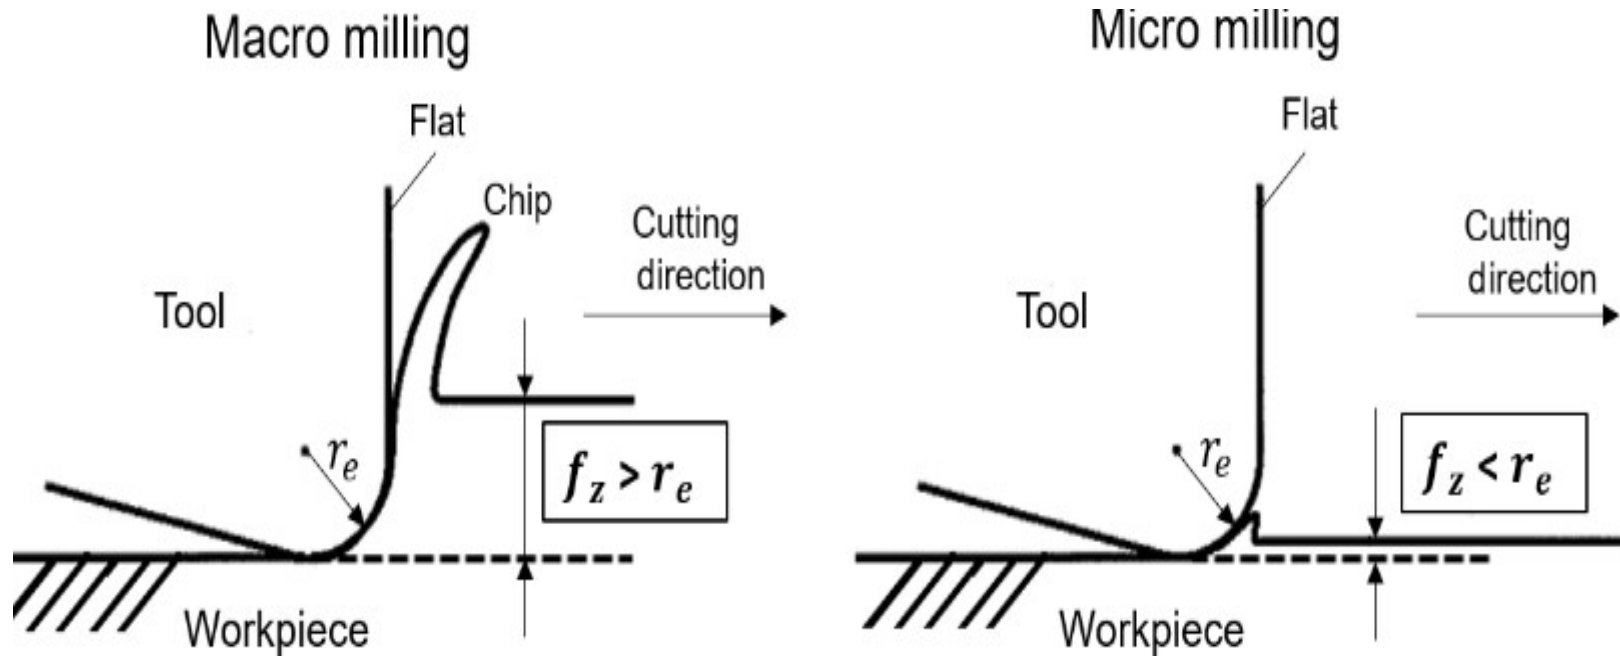 Macro milling
Flat
Chip
Cutting
direction
Tool
r_e
f_z > r_e
Workpiece
Micro milling
Flat
Cutting
direction
Tool
r_e
f_z < r_e
Workpiece